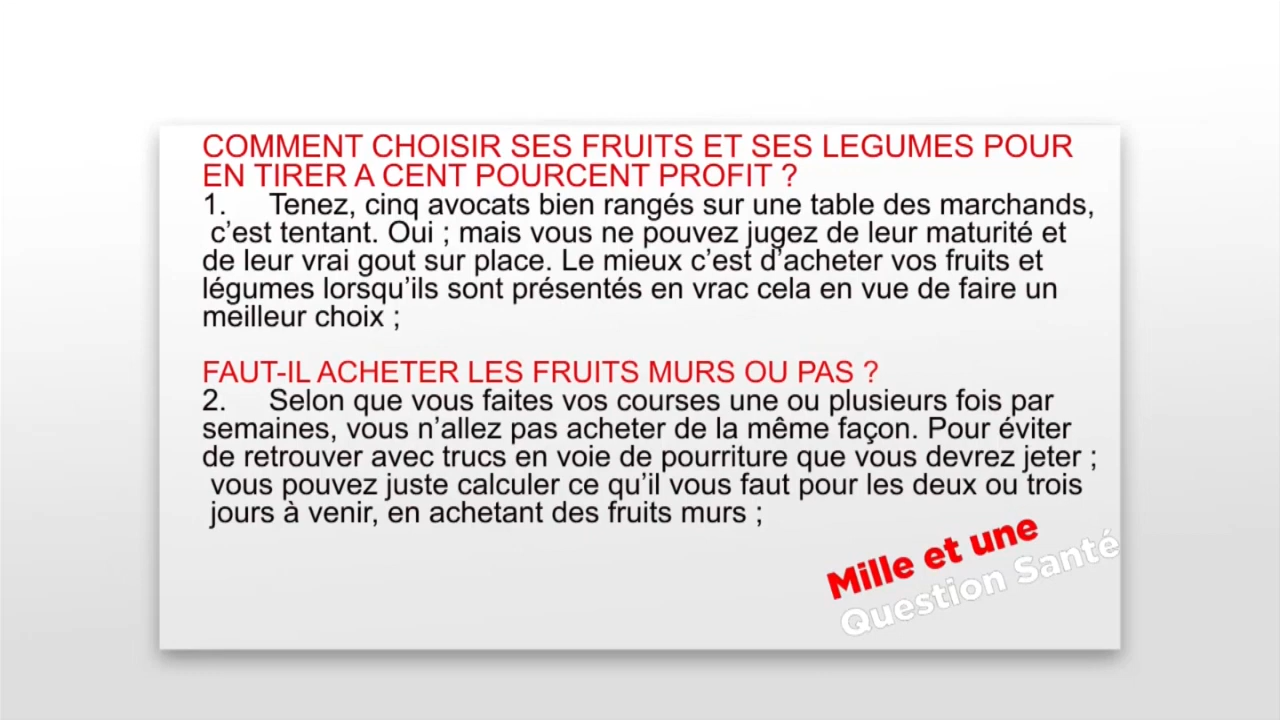 COMMENT CHOISIR SES FRUITS ET SES LEGUMES POUR
EN TIRER A CENT POURCENT PROFIT ?
1. Tenez, cinq avocats bien rangés sur une table des marchands,
c’est tentant. Oui ; mais vous ne pouvez jugez de leur maturité et
de leur vrai gout sur place. Le mieux c’est d’acheter vos fruits et
légumes lorsqu’ils sont présentés en vrac cela en vue de faire un
meilleur choix ;
FAUT-IL ACHETER LES FRUITS MURS OU PAS ?
2. Selon que vous faites vos courses une ou plusieurs fois par
semaines, vous n’allez pas acheter de la même façon. Pour éviter
de retrouver avec trucs en voie de pourriture que vous devrez jeter ;
vous pouvez juste calculer ce qu’il vous faut pour les deux ou trois
jours à venir, en achetant des fruits murs ;
Mille et une
Question Santé